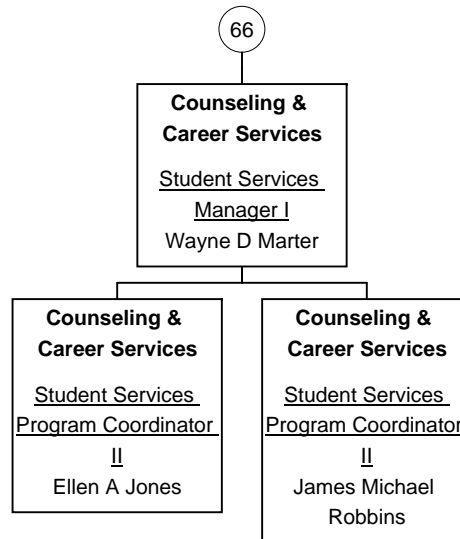 66
Counseling &
Career Services
Student Services
Manager I
Wayne D Marter
Counseling &
Career Services
Student Services
Program Coordinator
II
Ellen A Jones
Counseling &
Career Services
Student Services
Program Coordinator
II
James Michael
Robbins